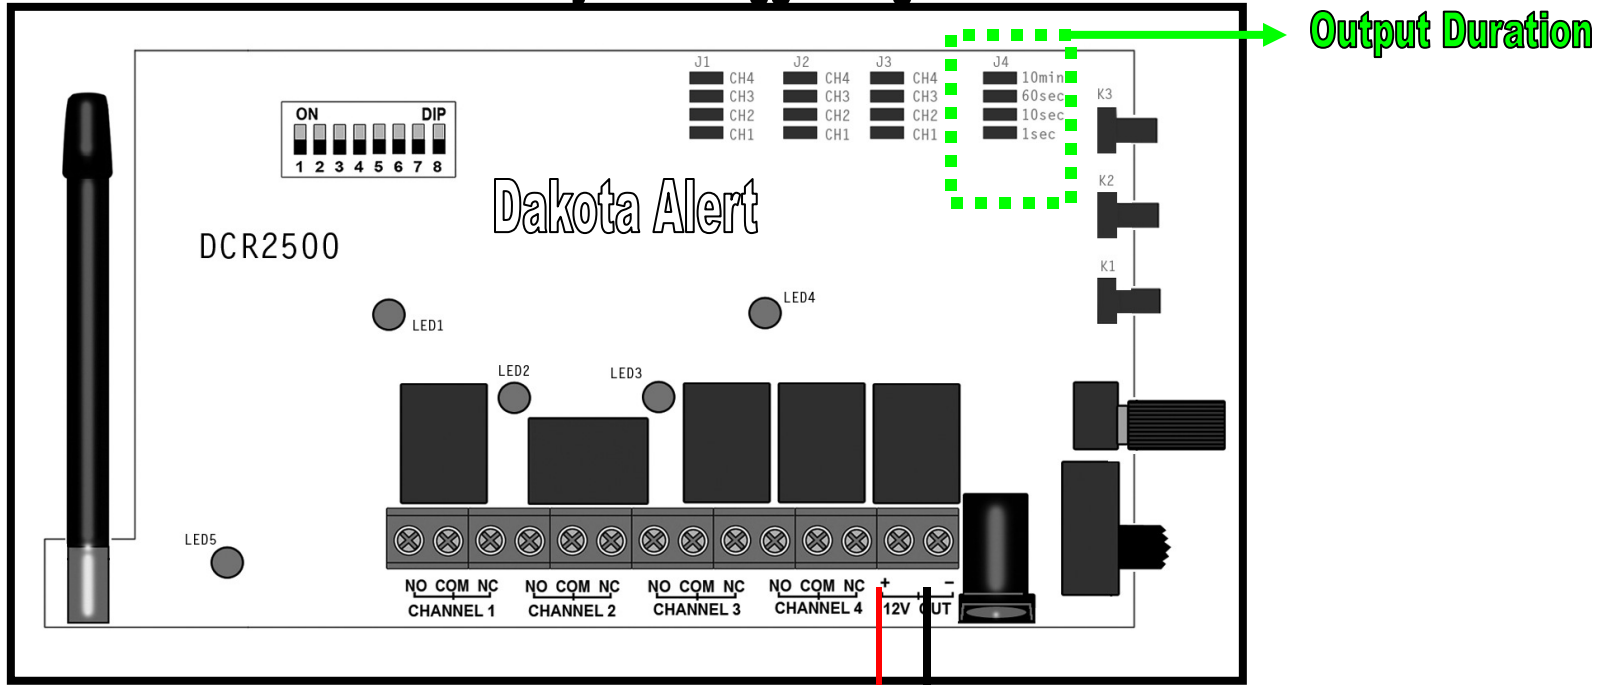 Output Duration
J1 J2 J3 J4
CH4 CH4 CH4 10min
CH3 CH3 CH3 60sec
CH2 CH2 CH2 10sec
CH1 CH1 CH1 1sec
K3
ON DIP
1 2 3 4 5 6 7 8
K2
Dakota Alert
DCR2500
K1
LED4
LED1
LED2 LED3
LED5
NO COM NC NO COM NC NO COM NC NO COM NC + −
CHANNEL 1 CHANNEL 2 CHANNEL 3 CHANNEL 4 12V OUT